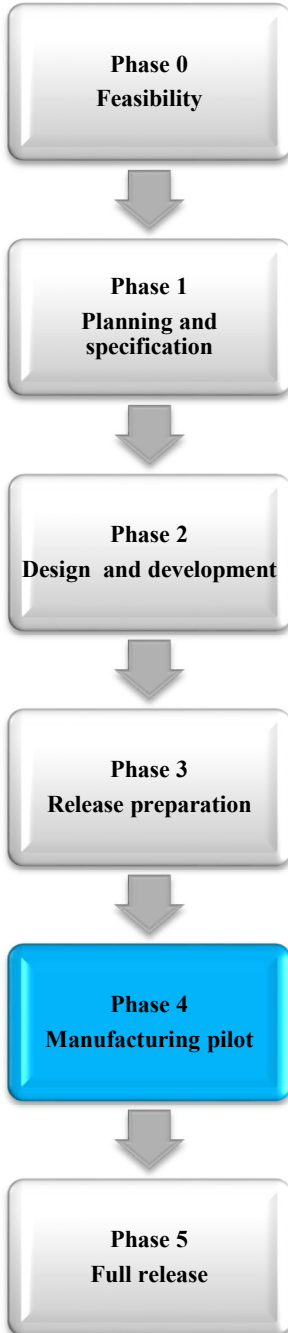 Phase 0
Feasibility
Phase 1
Planning and
specification
Phase 2
Design and development
Phase 3
Release preparation
Phase 4
Manufacturing pilot
Phase 5
Full release